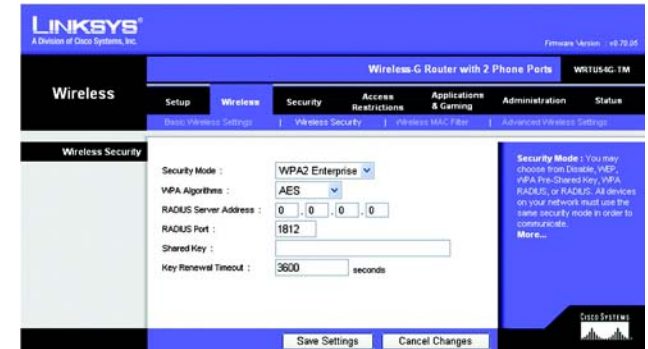 LINKSYS®
A Division of Cisco Systems, Inc.
Firmware Version : v0.70.05
Wireless-G Router with 2 Phone Ports WRTU54G-TM
Wireless
Setup Wireless Security Access Restrictions Applications & Gaming Administration Status
Basic Wireless Settings | Wireless Security | Wireless MAC Filter | Advanced Wireless Settings
Wireless Security
Security Mode : WPA2 Enterprise
WPA Algorithms : AES
RADIUS Server Address : 0 . 0 . 0 . 0
RADIUS Port : 1812
Shared Key :
Key Renewal Timeout : 3600 seconds
Security Mode : You may
choose from Disable, WEP,
WPA Pre-Shared Key, WPA
RADIUS, or RADIUS. All devices
on your network must use the
same security mode in order to
communicate.
More...
Save Settings Cancel Changes
CISCO SYSTEMS